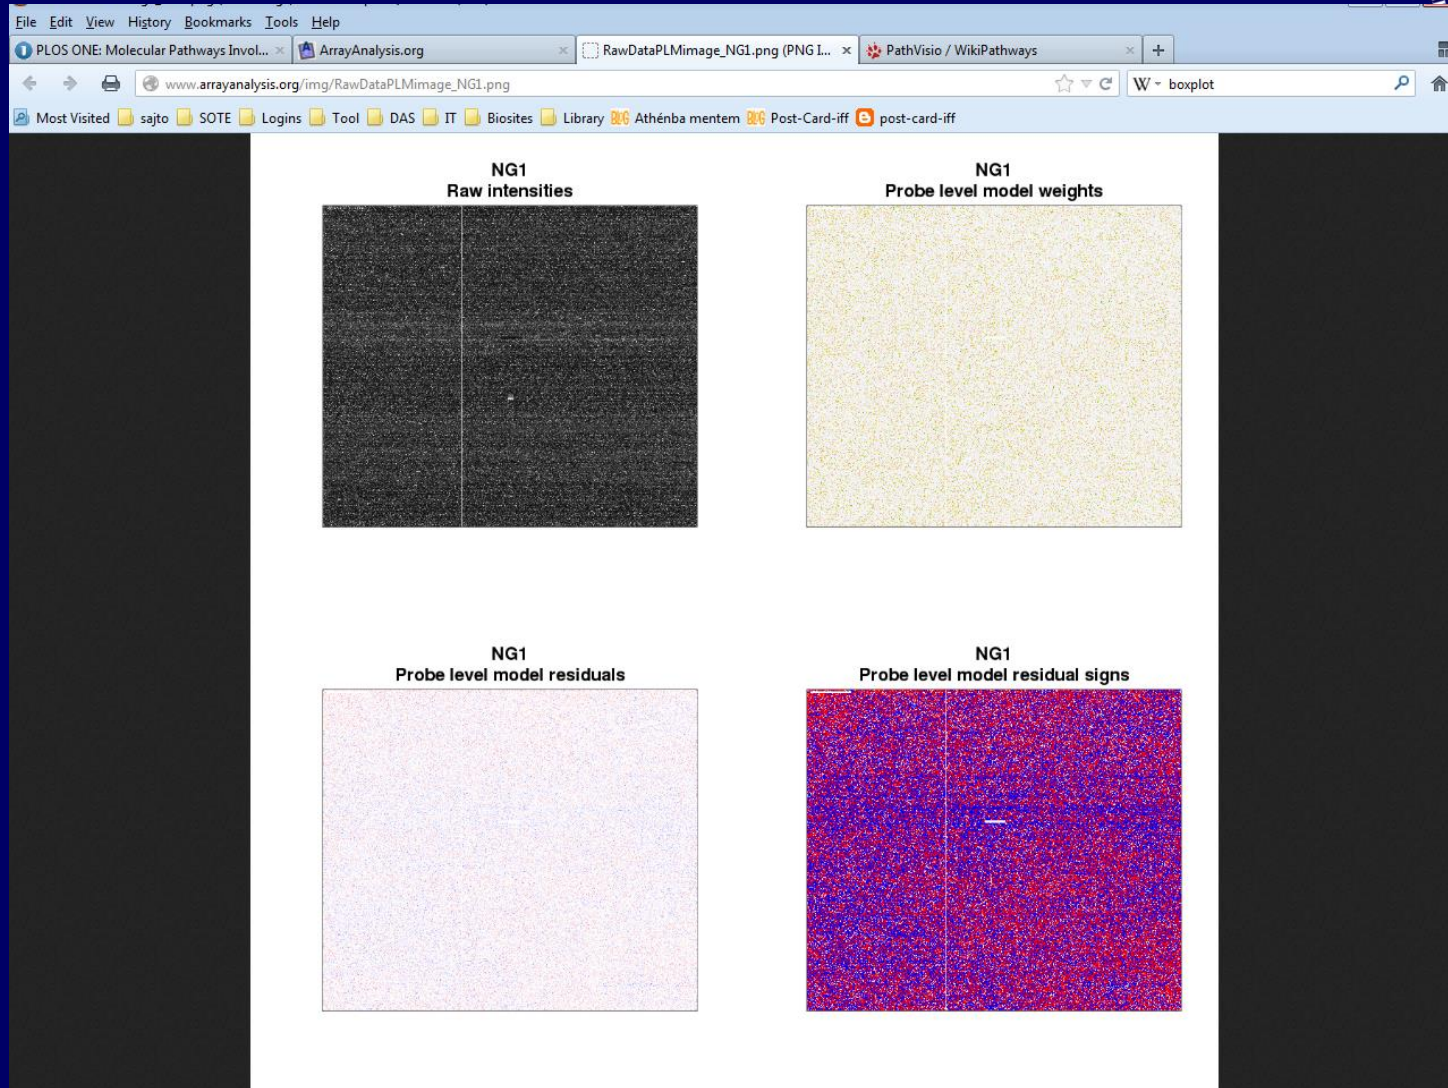 File Edit View History Bookmarks Tools Help
PLOS ONE: Molecular Pathways Invol... ArrayAnalysis.org RawDataPLMimage_NG1.png (PNG I... PathVisio / WikiPathways
www.arrayanalysis.org/img/RawDataPLMimage_NG1.png W boxplot
Most Visited sajto SOTE Logins Tool DAS IT Biosites Library BUG Athénba mentem BUG Post-Card-iff post-card-iff
NG1
Raw intensities
NG1
Probe level model weights
NG1
Probe level model residuals
NG1
Probe level model residual signs